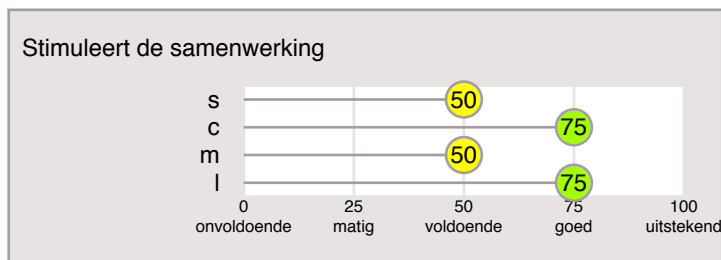 Stimuleert de samenwerking
s 50
c 75
m 50
l 75
0 25 50 75 100
onvoldoende matig voldoende goed uitstekend